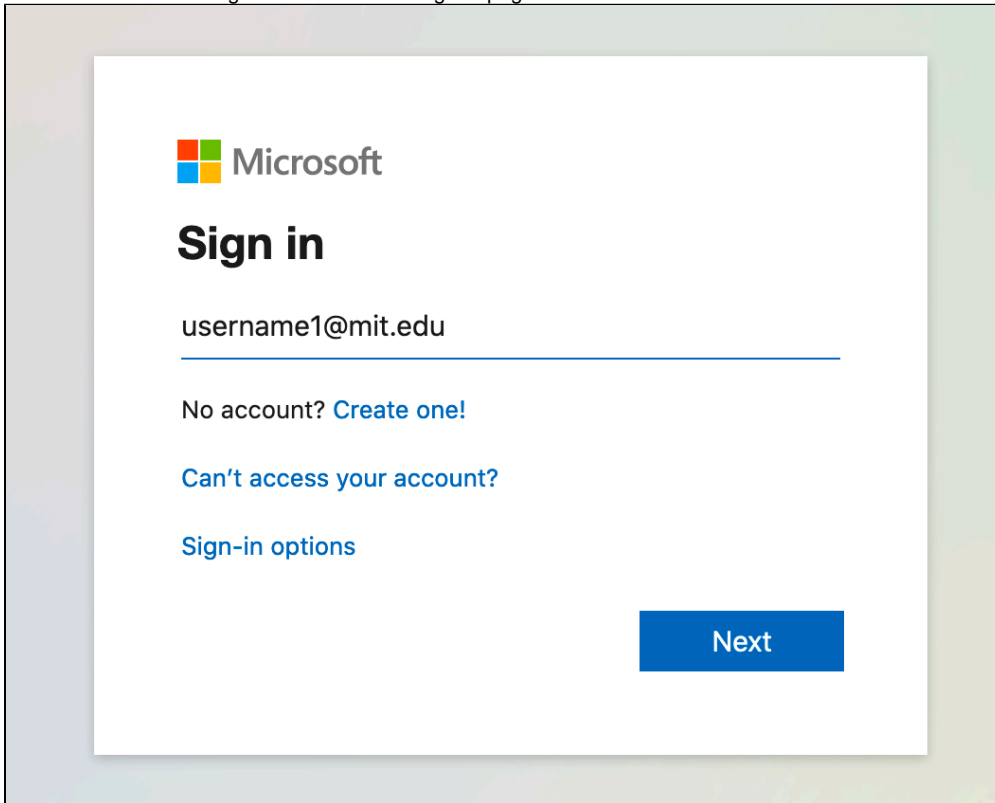 Microsoft
Sign in
username1@mit.edu
No account? Create one!
Can't access your account?
Sign-in options
Next